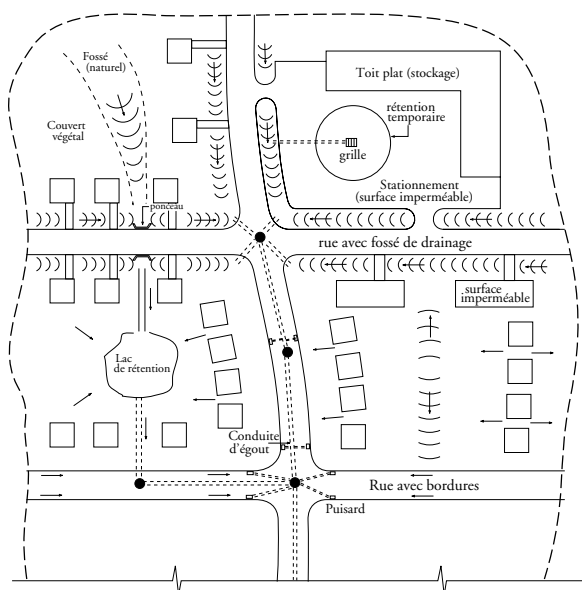 Fossé
(naturel)
Toit plat (stockage)
rétention
temporaire
Couvert
végétal
grille
Stationnement
(surface imperméable)
ponceau
rue avec fossé de drainage
surface
imperméable
Lac
de rétention
Conduite
d'égout
Rue avec bordures
Puisard